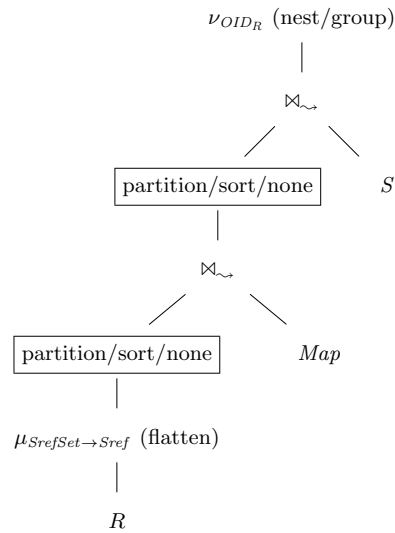 ν_{OID_R} (nest/group)
⋈⤳
partition/sort/none S
⋈⤳
partition/sort/none Map
μ_{SrefSet→Sref} (flatten)
R